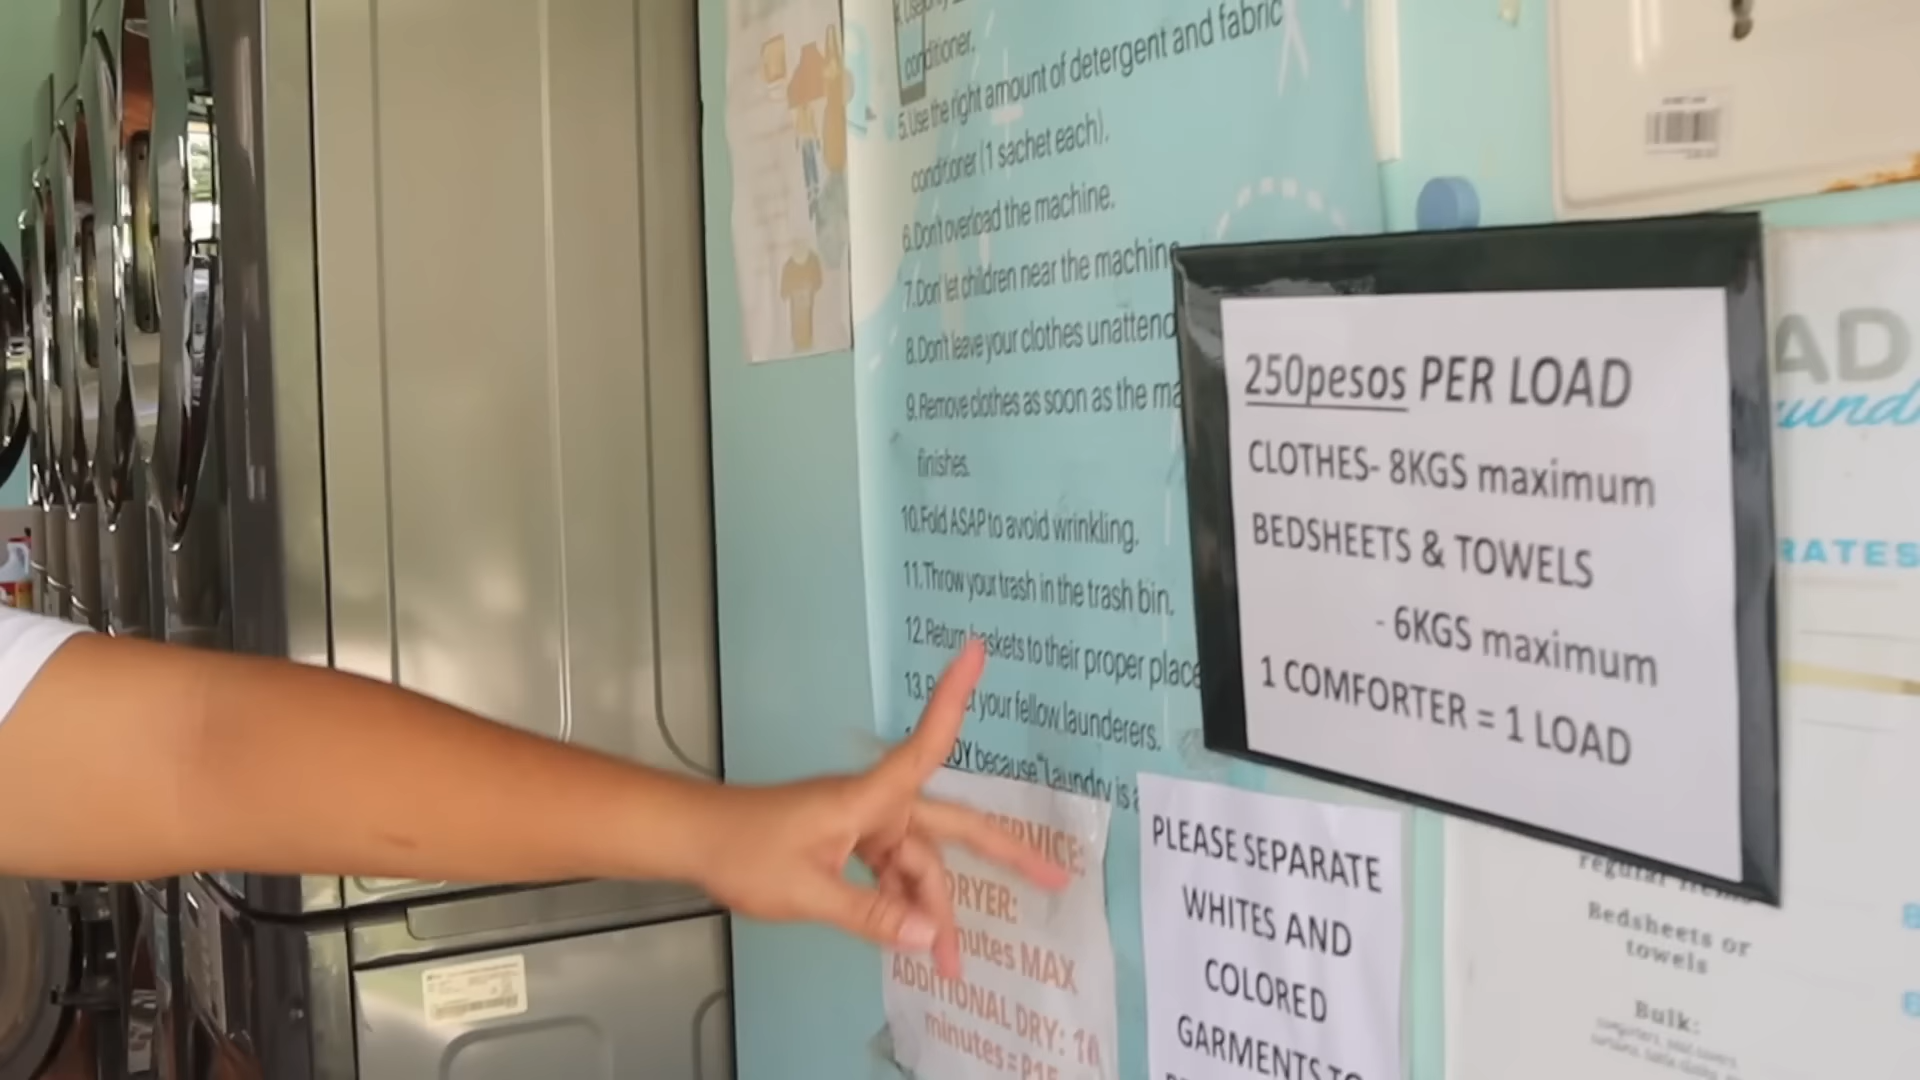 conditioner.
5. Use the right amount of detergent and fabric
conditioner (1 sachet each).
6. Don't overload the machine.
7. Don't let children near the machine
8. Don't leave your clothes unattend
9. Remove clothes as soon as the ma
finishes.
10. Fold ASAP to avoid wrinkling.
11. Throw your trash in the trash bin.
12. Return baskets to their proper place
13. your fellow launderers.
because "Laundry is a
250pesos PER LOAD
CLOTHES- 8KGS maximum
BEDSHEETS & TOWELS
- 6KGS maximum
1 COMFORTER = 1 LOAD
SERVICE:
DRYER:
nutes MAX
ADDITIONAL DRY: 10
minutes = P15
PLEASE SEPARATE
WHITES AND
COLORED
GARMENTS TO
AD
aund
RATES
regular items
Bedsheets or
towels
Bulk: